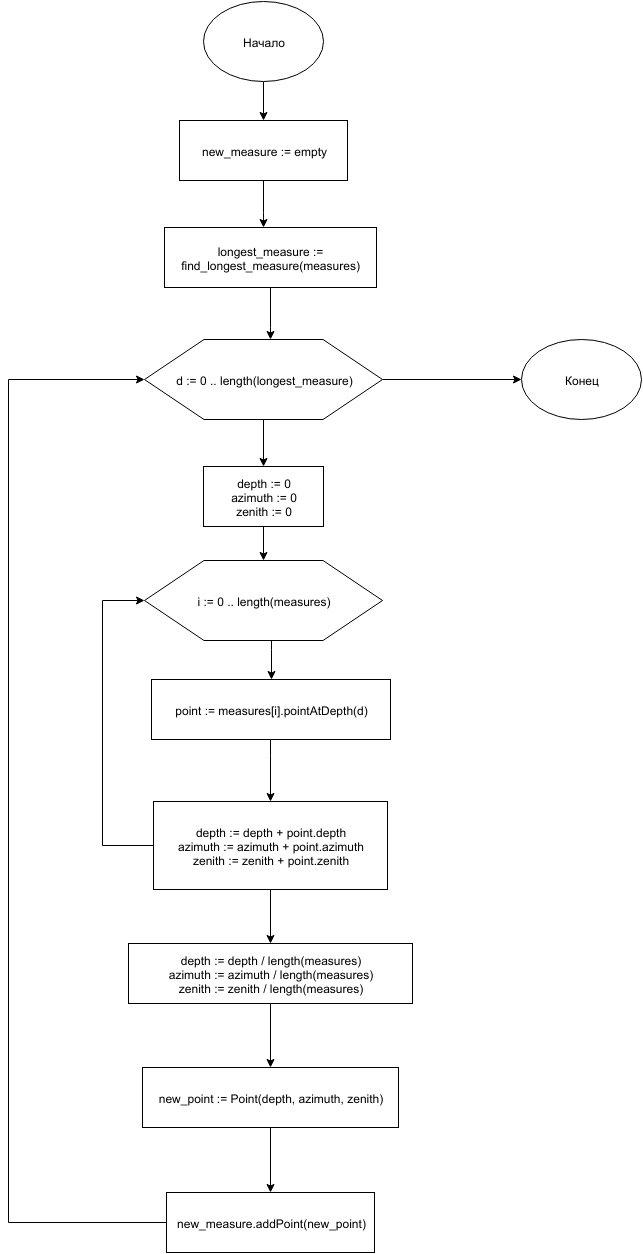 Начало
new_measure := empty
longest_measure :=
find_longest_measure(measures)
d := 0 .. length(longest_measure)
Конец
depth := 0
azimuth := 0
zenith := 0
i := 0 .. length(measures)
point := measures[i].pointAtDepth(d)
depth := depth + point.depth
azimuth := azimuth + point.azimuth
zenith := zenith + point.zenith
depth := depth / length(measures)
azimuth := azimuth / length(measures)
zenith := zenith / length(measures)
new_point := Point(depth, azimuth, zenith)
new_measure.addPoint(new_point)